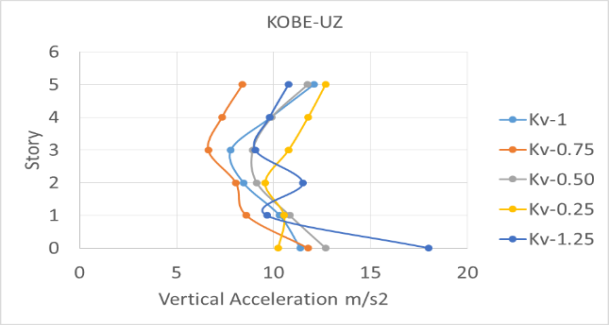 KOBE-UZ
6
5
4
3
2
1
0
Story
0 5 10 15 20
Vertical Acceleration m/s2
Kv-1
Kv-0.75
Kv-0.50
Kv-0.25
Kv-1.25